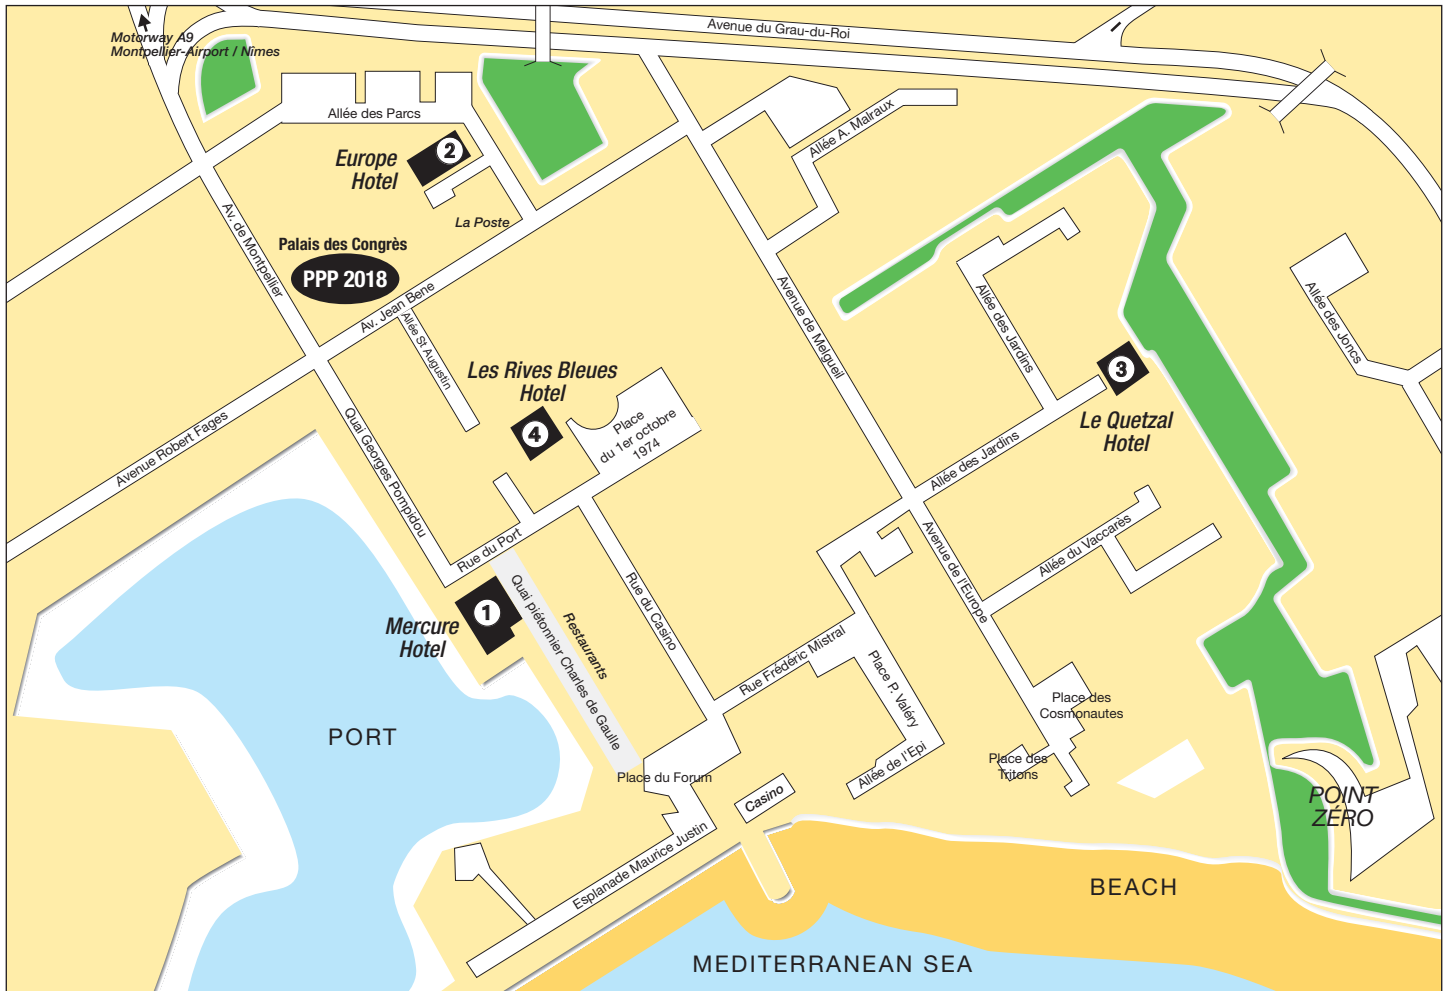 Motorway A9
Montpellier-Airport / Nîmes
Avenue du Grau-du-Roi
Allée des Parcs
Allée A. Malraux
Europe
Hotel
2
La Poste
Av. de Montpellier
Palais des Congrès
PPP 2018
Av. Jean Bene
Allée St Augustin
Avenue de Melgueil
Allée des Jardins
Allée des Joncs
Les Rives Bleues
Hotel
4
Place
du 1er octobre
1974
3
Le Quetzal
Hotel
Avenue Robert Fages
Quai Georges Pompidou
Allée des Jardins
Rue du Port
Avenue de l'Europe
Allée du Vaccarès
1
Mercure
Hotel
Quai piétonnier Charles de Gaulle
Restaurants
Rue du Casino
Rue Frédéric Mistral
Place P. Valéry
Place des
Cosmonautes
PORT
Place du Forum
Allée de l'Epi
Place des
Tritons
Casino
POINT
ZÉRO
Esplanade Maurice Justin
BEACH
MEDITERRANEAN SEA